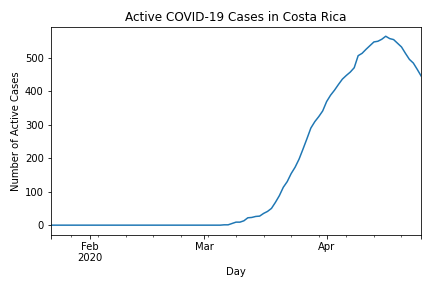 Active COVID-19 Cases in Costa Rica
Number of Active Cases
500
400
300
200
100
0
Feb
2020
Mar
Apr
Day